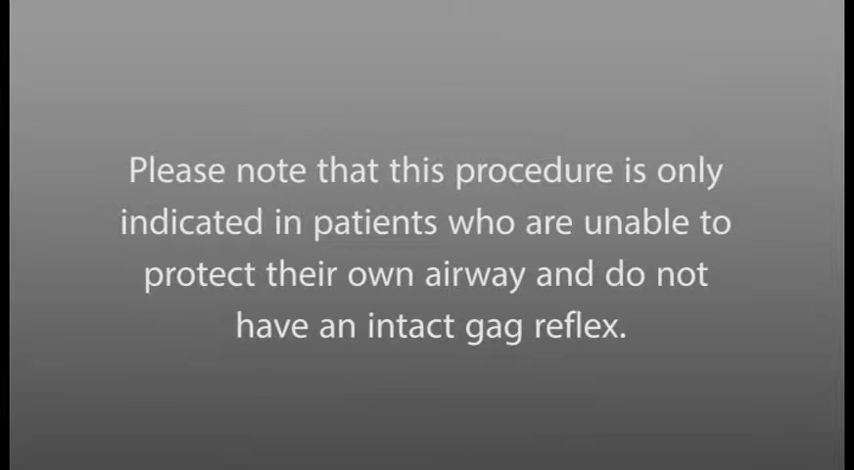 Please note that this procedure is only
indicated in patients who are unable to
protect their own airway and do not
have an intact gag reflex.